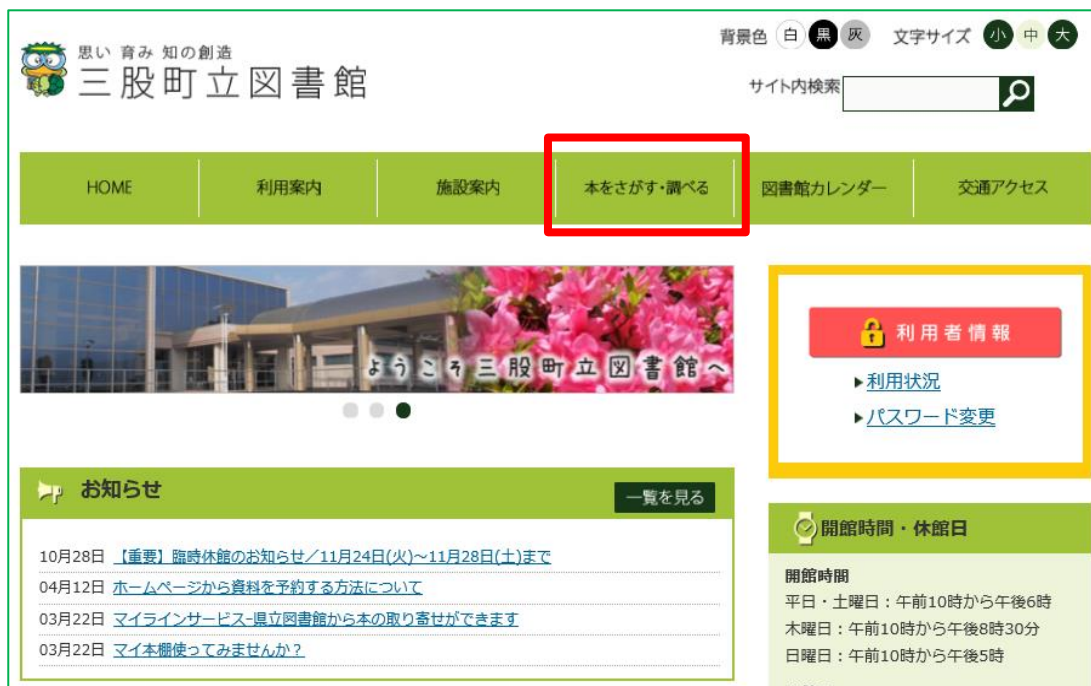 背景色 白 黒 灰 文字サイズ 小 中 大
思い 育み 知の創造
三股町立図書館
サイト内検索
HOME 利用案内 施設案内 本をさがす・調べる 図書館カレンダー 交通アクセス
ようこそ三股町立図書館へ
利用者情報
利用状況
パスワード変更
お知らせ 一覧を見る
10月28日 【重要】臨時休館のお知らせ／11月24日(火)～11月28日(土)まで
04月12日 ホームページから資料を予約する方法について
03月22日 マイラインサービス-県立図書館から本の取り寄せができます
03月22日 マイ本棚使ってみませんか？
開館時間・休館日
開館時間
平日・土曜日：午前10時から午後6時
木曜日：午前10時から午後8時30分
日曜日：午前10時から午後5時